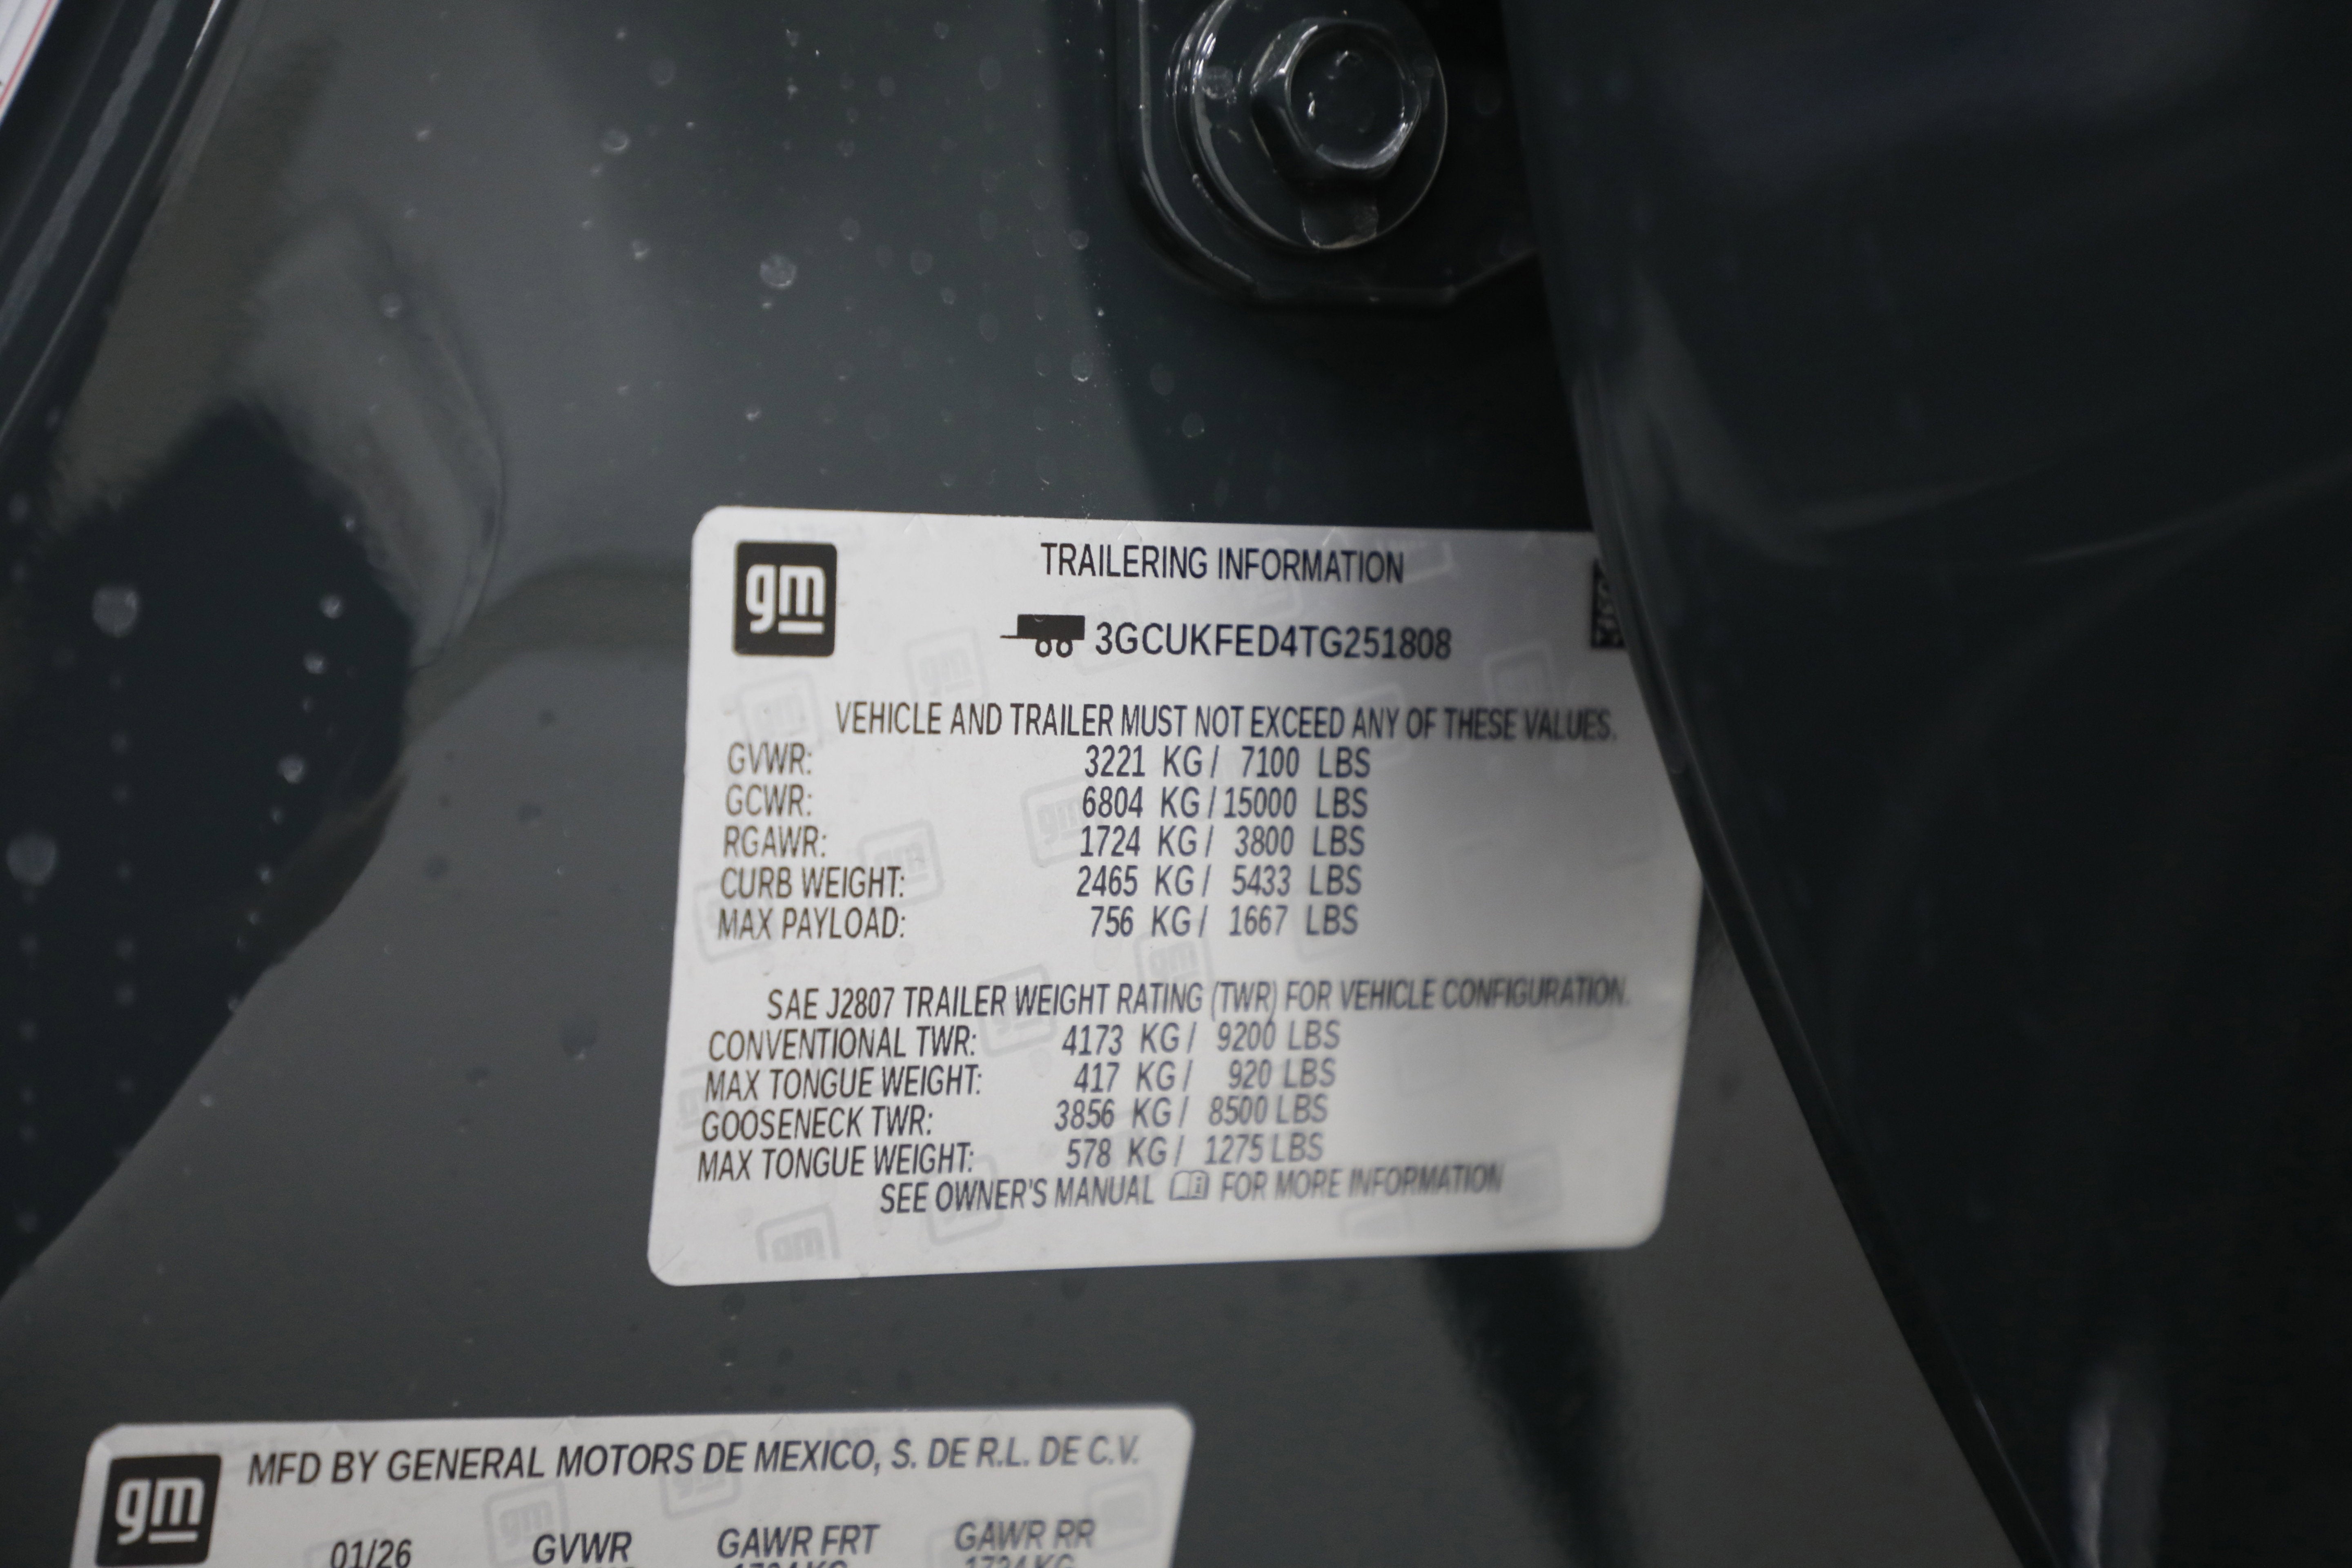 gm
TRAILERING INFORMATION
3GCUKFED4TG251808
VEHICLE AND TRAILER MUST NOT EXCEED ANY OF THESE VALUES.
GVWR: 3221 KG / 7100 LBS
GCWR: 6804 KG / 15000 LBS
RGAWR: 1724 KG / 3800 LBS
CURB WEIGHT: 2465 KG / 5433 LBS
MAX PAYLOAD: 756 KG / 1667 LBS
SAE J2807 TRAILER WEIGHT RATING (TWR) FOR VEHICLE CONFIGURATION.
CONVENTIONAL TWR: 4173 KG / 9200 LBS
MAX TONGUE WEIGHT: 417 KG / 920 LBS
GOOSENECK TWR: 3856 KG / 8500 LBS
MAX TONGUE WEIGHT: 578 KG / 1275 LBS
SEE OWNER'S MANUAL FOR MORE INFORMATION
gm
MFD BY GENERAL MOTORS DE MEXICO, S. DE R.L. DE C.V.
01/26 GVWR GAWR FRT GAWR RR